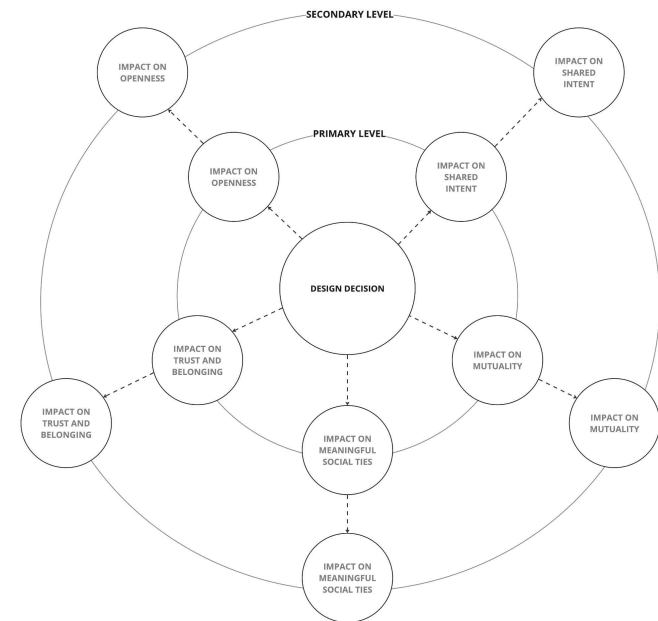 SECONDARY LEVEL
IMPACT ON
OPENNESS
IMPACT ON
SHARED
INTENT
PRIMARY LEVEL
IMPACT ON
OPENNESS
IMPACT ON
SHARED
INTENT
DESIGN DECISION
IMPACT ON
TRUST AND
BELONGING
IMPACT ON
MUTUALITY
IMPACT ON
TRUST AND
BELONGING
IMPACT ON
MUTUALITY
IMPACT ON
MEANINGFUL
SOCIAL TIES
IMPACT ON
MEANINGFUL
SOCIAL TIES